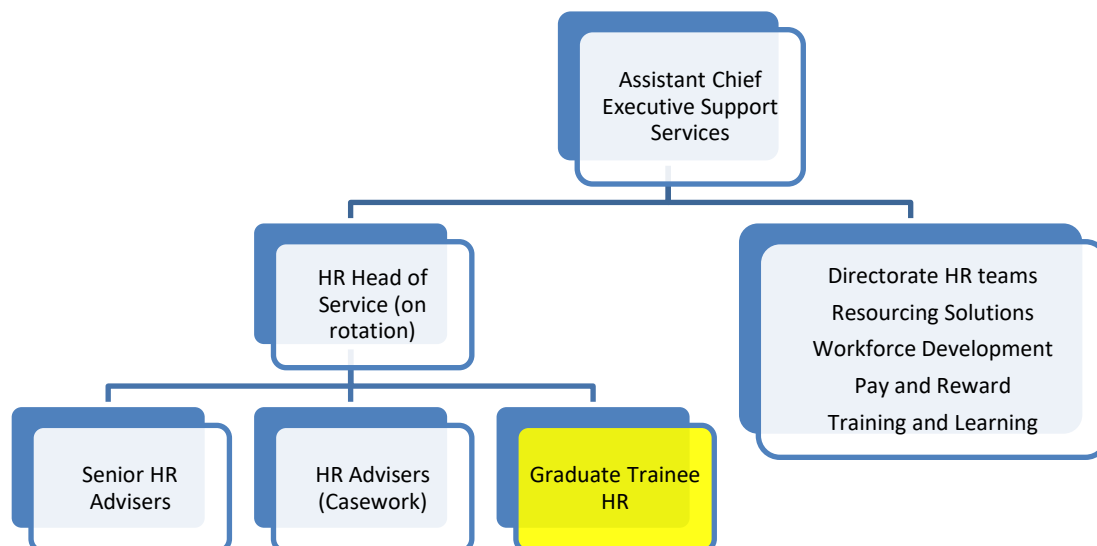 Assistant Chief
Executive Support
Services
HR Head of
Service (on
rotation)
Directorate HR teams
Resourcing Solutions
Workforce Development
Pay and Reward
Training and Learning
Senior HR
Advisers
HR Advisers
(Casework)
Graduate Trainee
HR